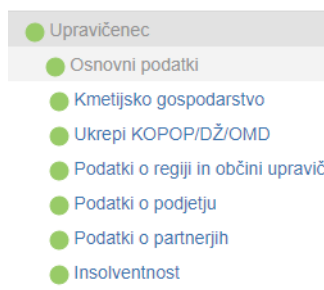 Upravičenec
Osnovni podatki
Kmetijsko gospodarstvo
Ukrepi KOPOP/DŽ/OMD
Podatki o regiji in občini upravič
Podatki o podjetju
Podatki o partnerjih
Insolventnost